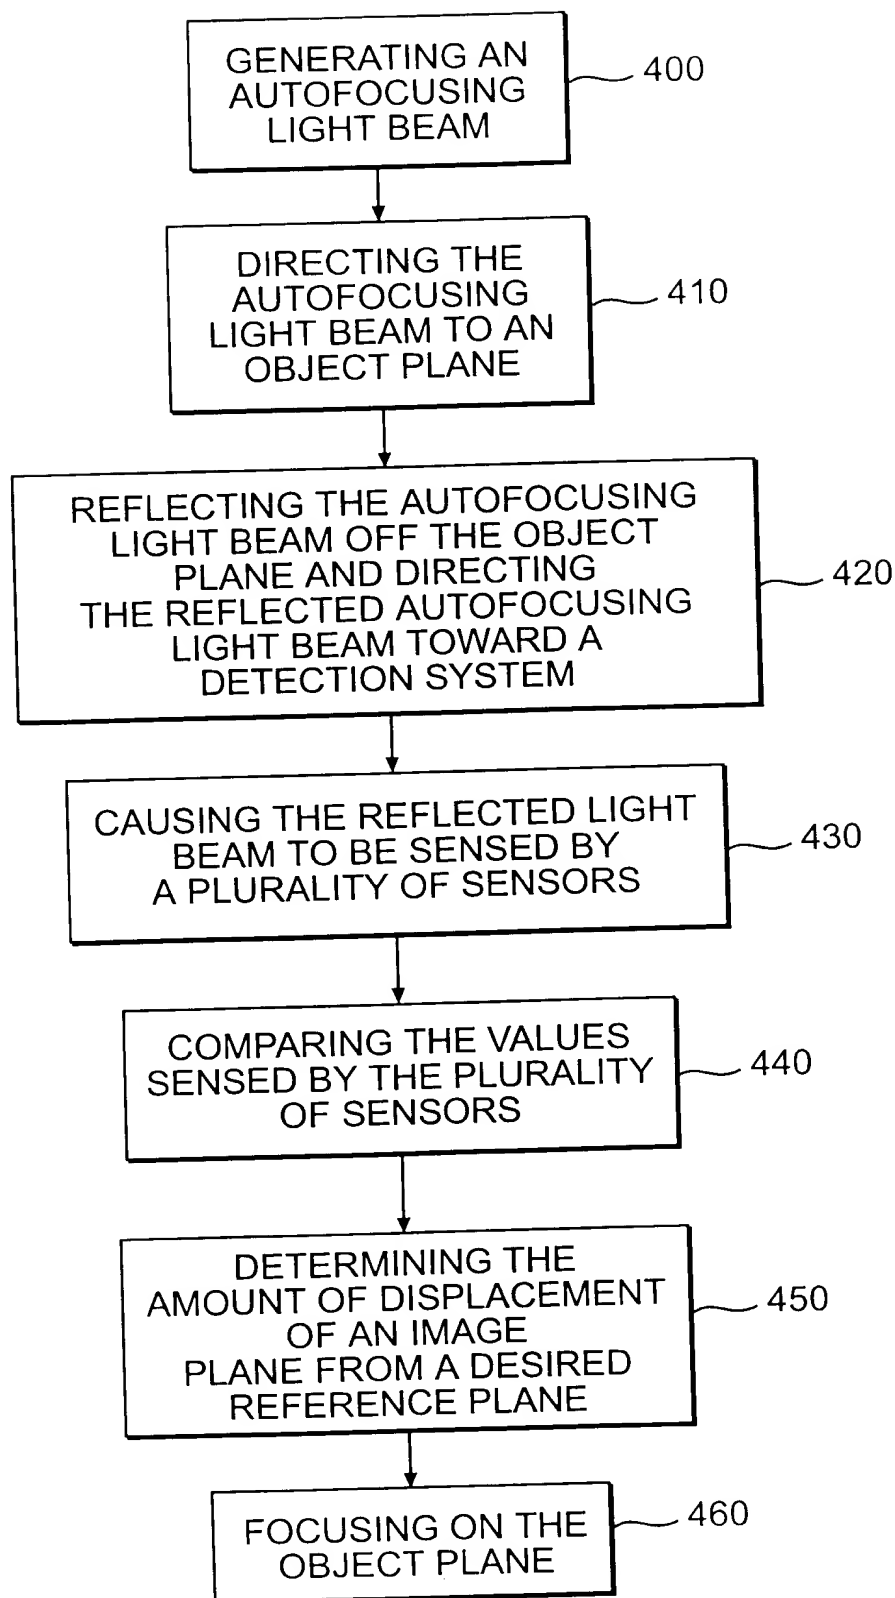 GENERATING AN
AUTOFOCUSING
LIGHT BEAM
400
DIRECTING THE
AUTOFOCUSING
LIGHT BEAM TO AN
OBJECT PLANE
410
REFLECTING THE AUTOFOCUSING
LIGHT BEAM OFF THE OBJECT
PLANE AND DIRECTING
THE REFLECTED AUTOFOCUSING
LIGHT BEAM TOWARD A
DETECTION SYSTEM
420
CAUSING THE REFLECTED LIGHT
BEAM TO BE SENSED BY
A PLURALITY OF SENSORS
430
COMPARING THE VALUES
SENSED BY THE PLURALITY
OF SENSORS
440
DETERMINING THE
AMOUNT OF DISPLACEMENT
OF AN IMAGE
PLANE FROM A DESIRED
REFERENCE PLANE
450
FOCUSING ON THE
OBJECT PLANE
460